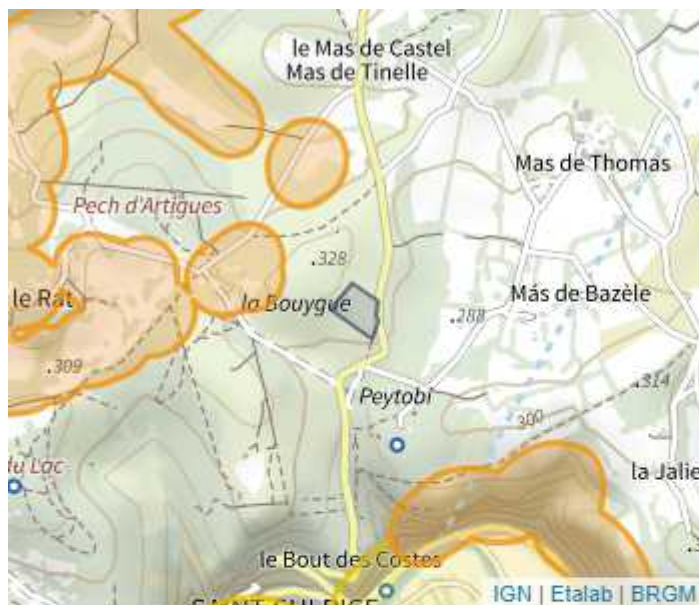 le Mas de Castel
Mas de Tinelle
Mas de Thomas
Pech d'Artigues
.328
le Rat
la Bouygue
Más de Bazèle
.288
.309
Peytobi
.314
300
du Lac
la Jalie
le Bout des Costes
IGN | Etalab | BRGM